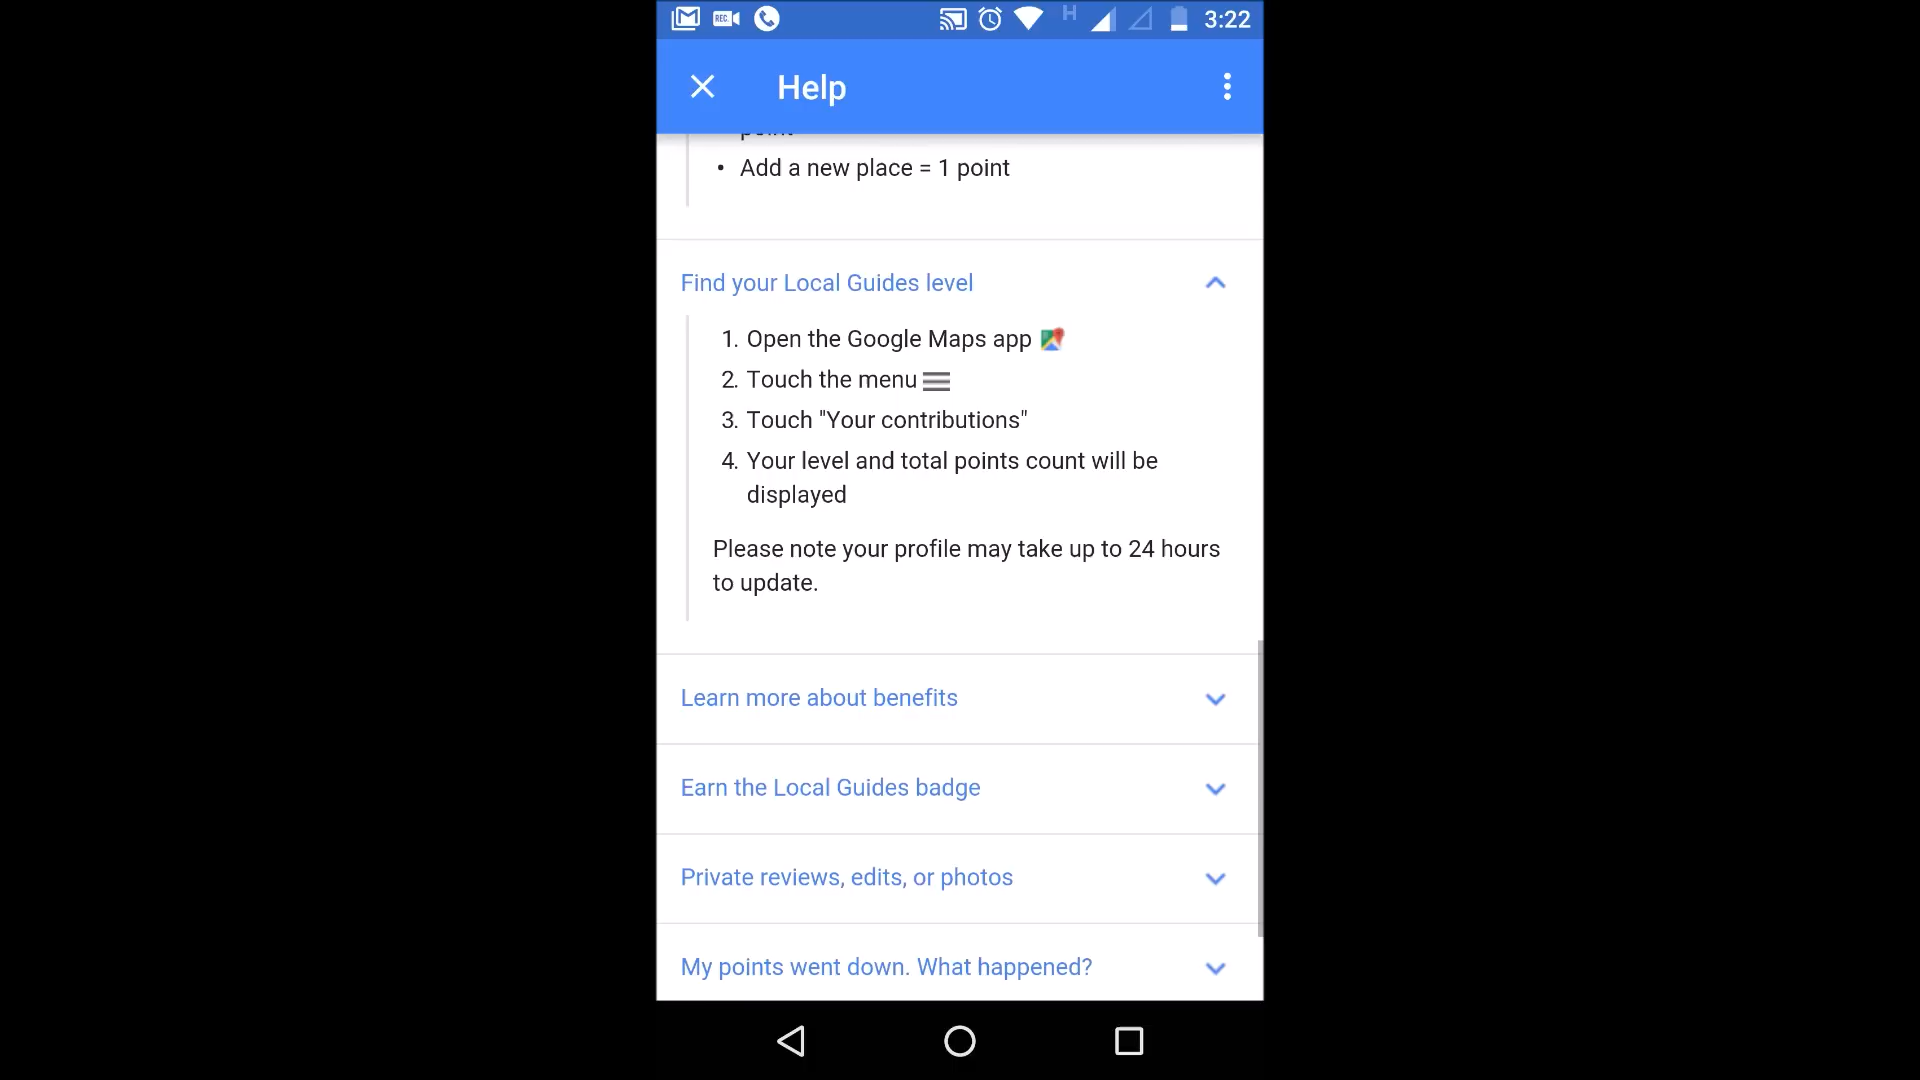 REC
H
3:22
Help
point
• Add a new place = 1 point
Find your Local Guides level
1. Open the Google Maps app
2. Touch the menu
3. Touch "Your contributions"
4. Your level and total points count will be
displayed
Please note your profile may take up to 24 hours
to update.
Learn more about benefits
Earn the Local Guides badge
Private reviews, edits, or photos
My points went down. What happened?